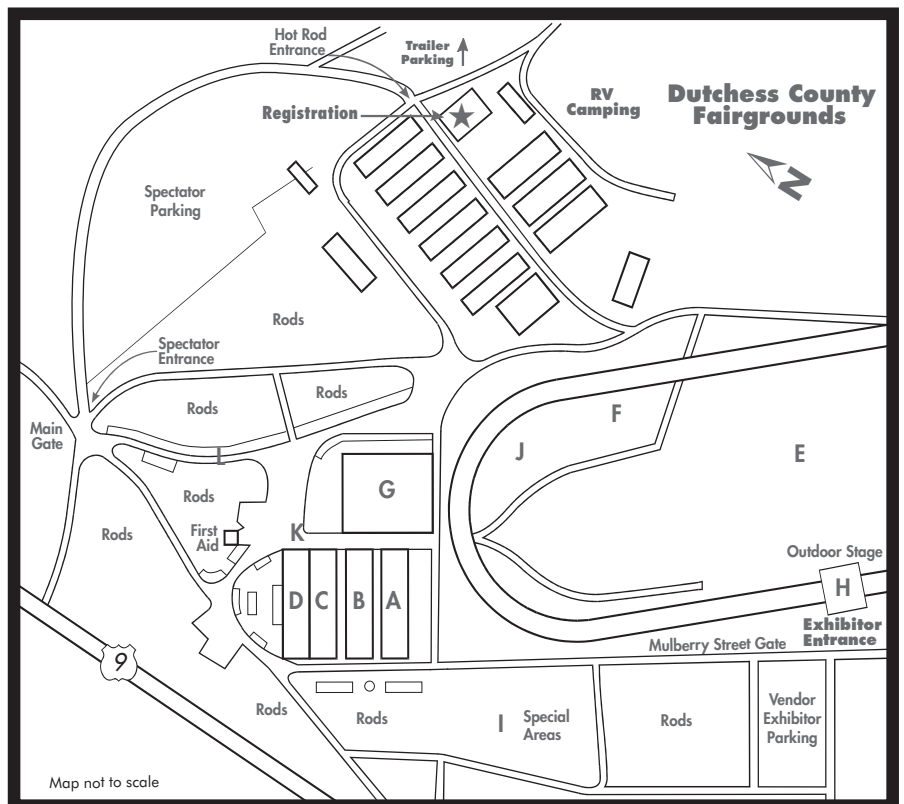 Hot Rod
Entrance
Trailer
Parking
Registration
RV
Camping
Dutchess County
Fairgrounds
N
Spectator
Parking
Rods
Spectator
Entrance
Rods
Rods
Main
Gate
L
F
J
E
G
Rods
Rods
First
Aid
K
D
C
B
A
Outdoor Stage
H
Exhibitor
Entrance
Mulberry Street Gate
9
Rods
Rods
I
Special
Areas
Rods
Vendor
Exhibitor
Parking
Map not to scale